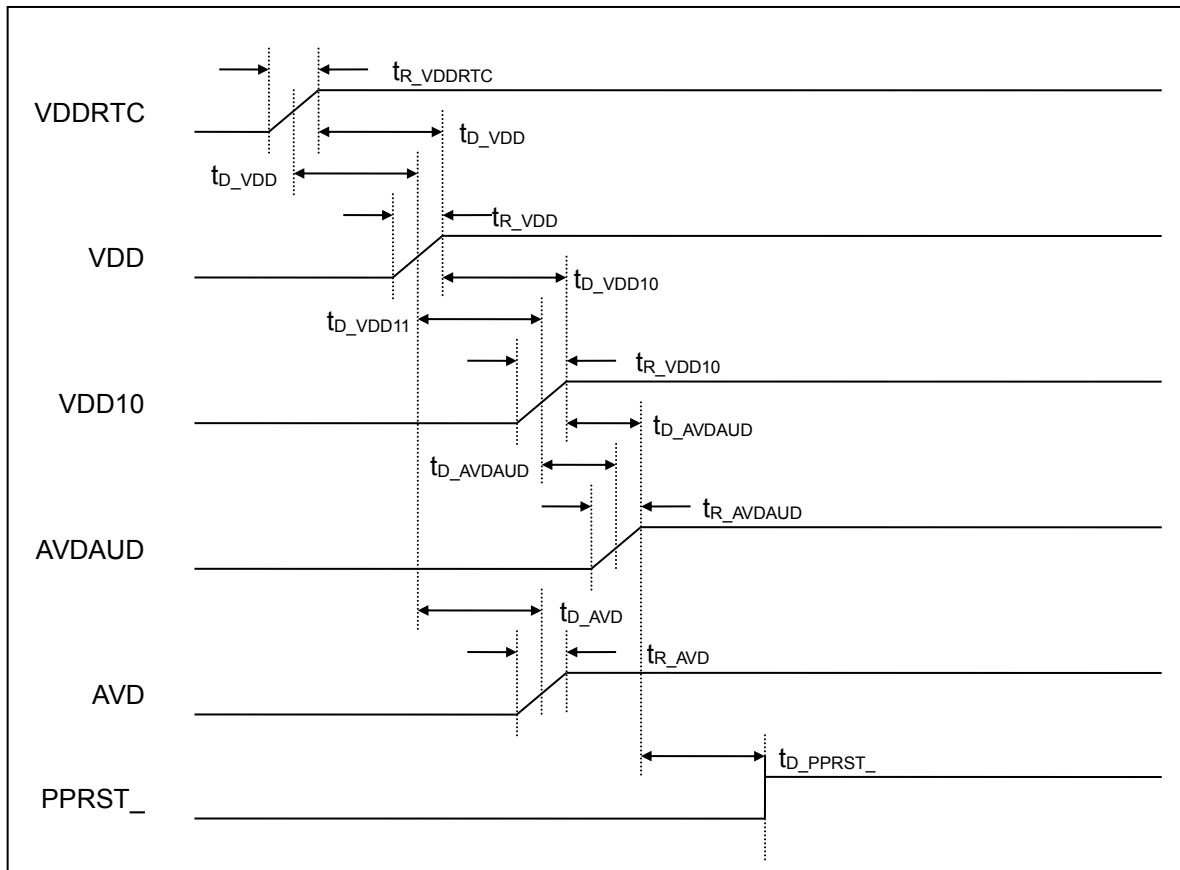 tR_VDDRTC
VDDRTC
tD_VDD
tD_VDD
tR_VDD
VDD
tD_VDD10
tD_VDD11
tR_VDD10
VDD10
tD_AVDAUD
tD_AVDAUD
tR_AVDAUD
AVDAUD
tD_AVD
tR_AVD
AVD
tD_PPRST_
PPRST_